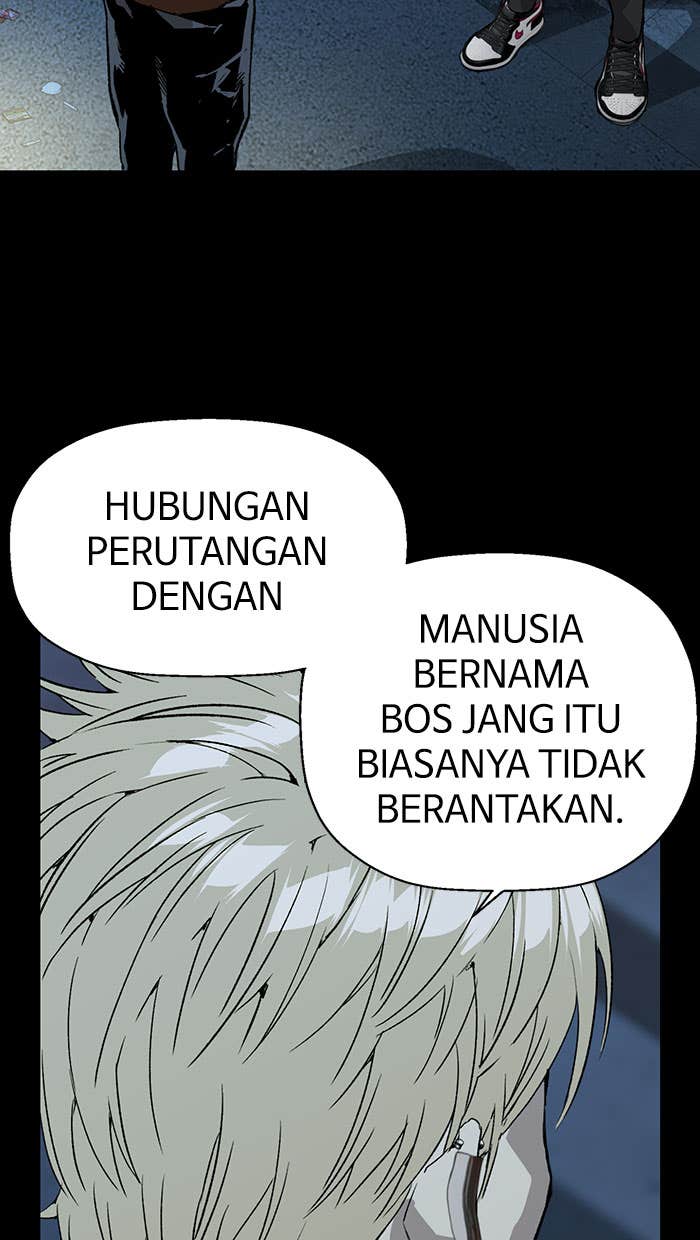 HUBUNGAN
PERUTANGAN
DENGAN
MANUSIA
BERNAMA
BOS JANG ITU
BIASANYA TIDAK
BERANTAKAN.